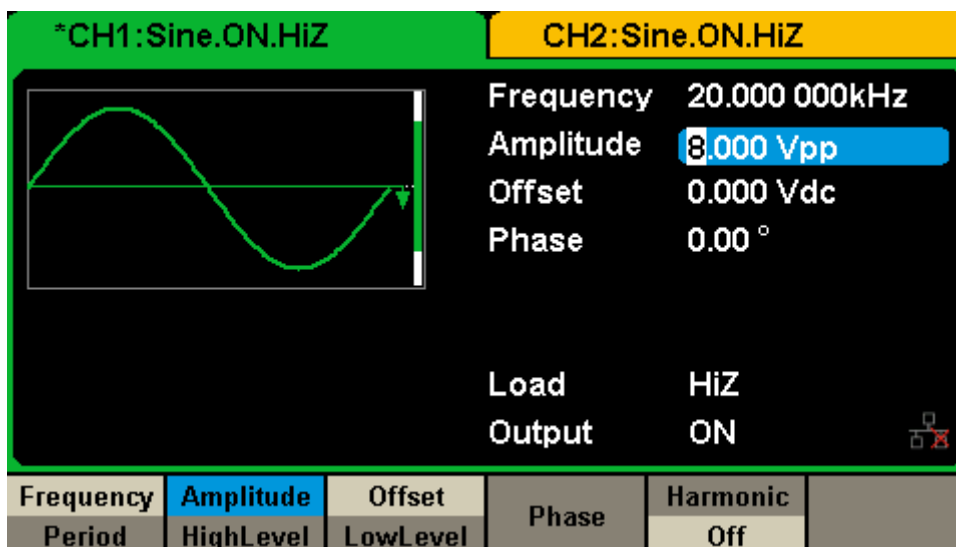 *CH1:Sine.ON.HiZ CH2:Sine.ON.HiZ
Frequency 20.000 000kHz
Amplitude 8.000 Vpp
Offset 0.000 Vdc
Phase 0.00 °
Load HiZ
Output ON
Frequency Amplitude Offset Phase Harmonic
Period HighLevel LowLevel Off